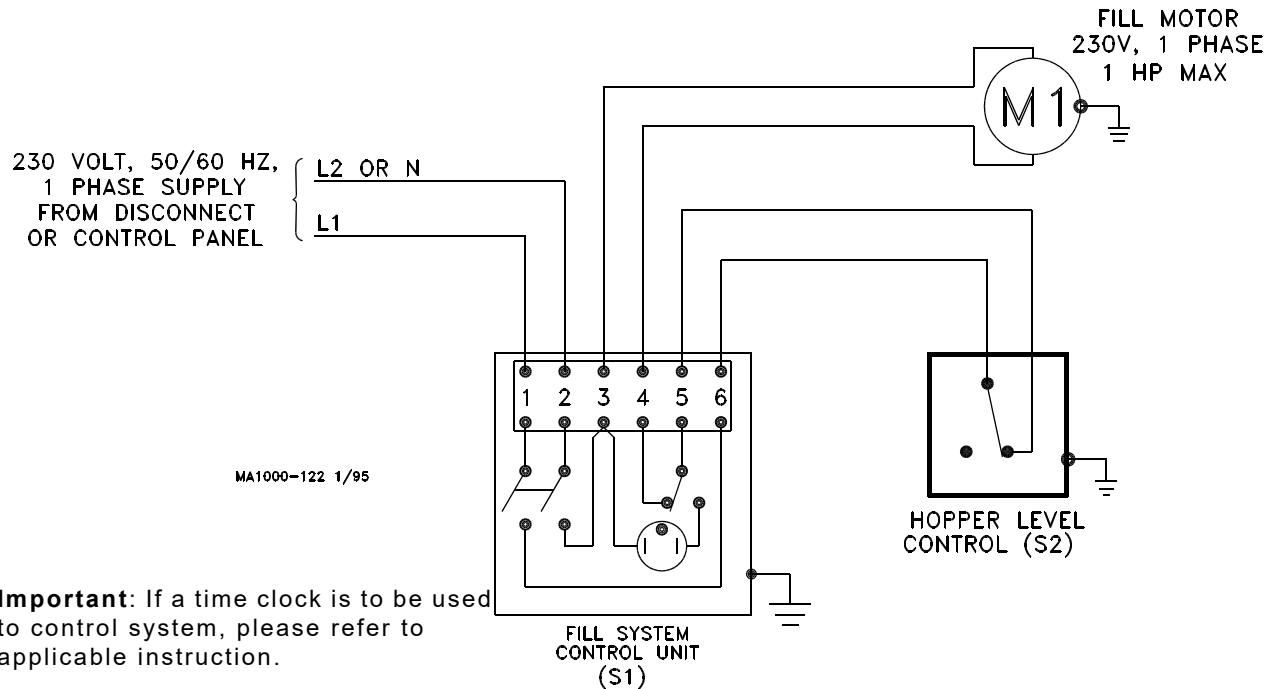 FILL MOTOR
230V, 1 PHASE
1 HP MAX
M1
230 VOLT, 50/60 HZ,
1 PHASE SUPPLY
FROM DISCONNECT
OR CONTROL PANEL
L2 OR N
L1
1 2 3 4 5 6
MA1000-122 1/95
HOPPER LEVEL
CONTROL (S2)
Important: If a time clock is to be used
to control system, please refer to
applicable instruction.
FILL SYSTEM
CONTROL UNIT
(S1)